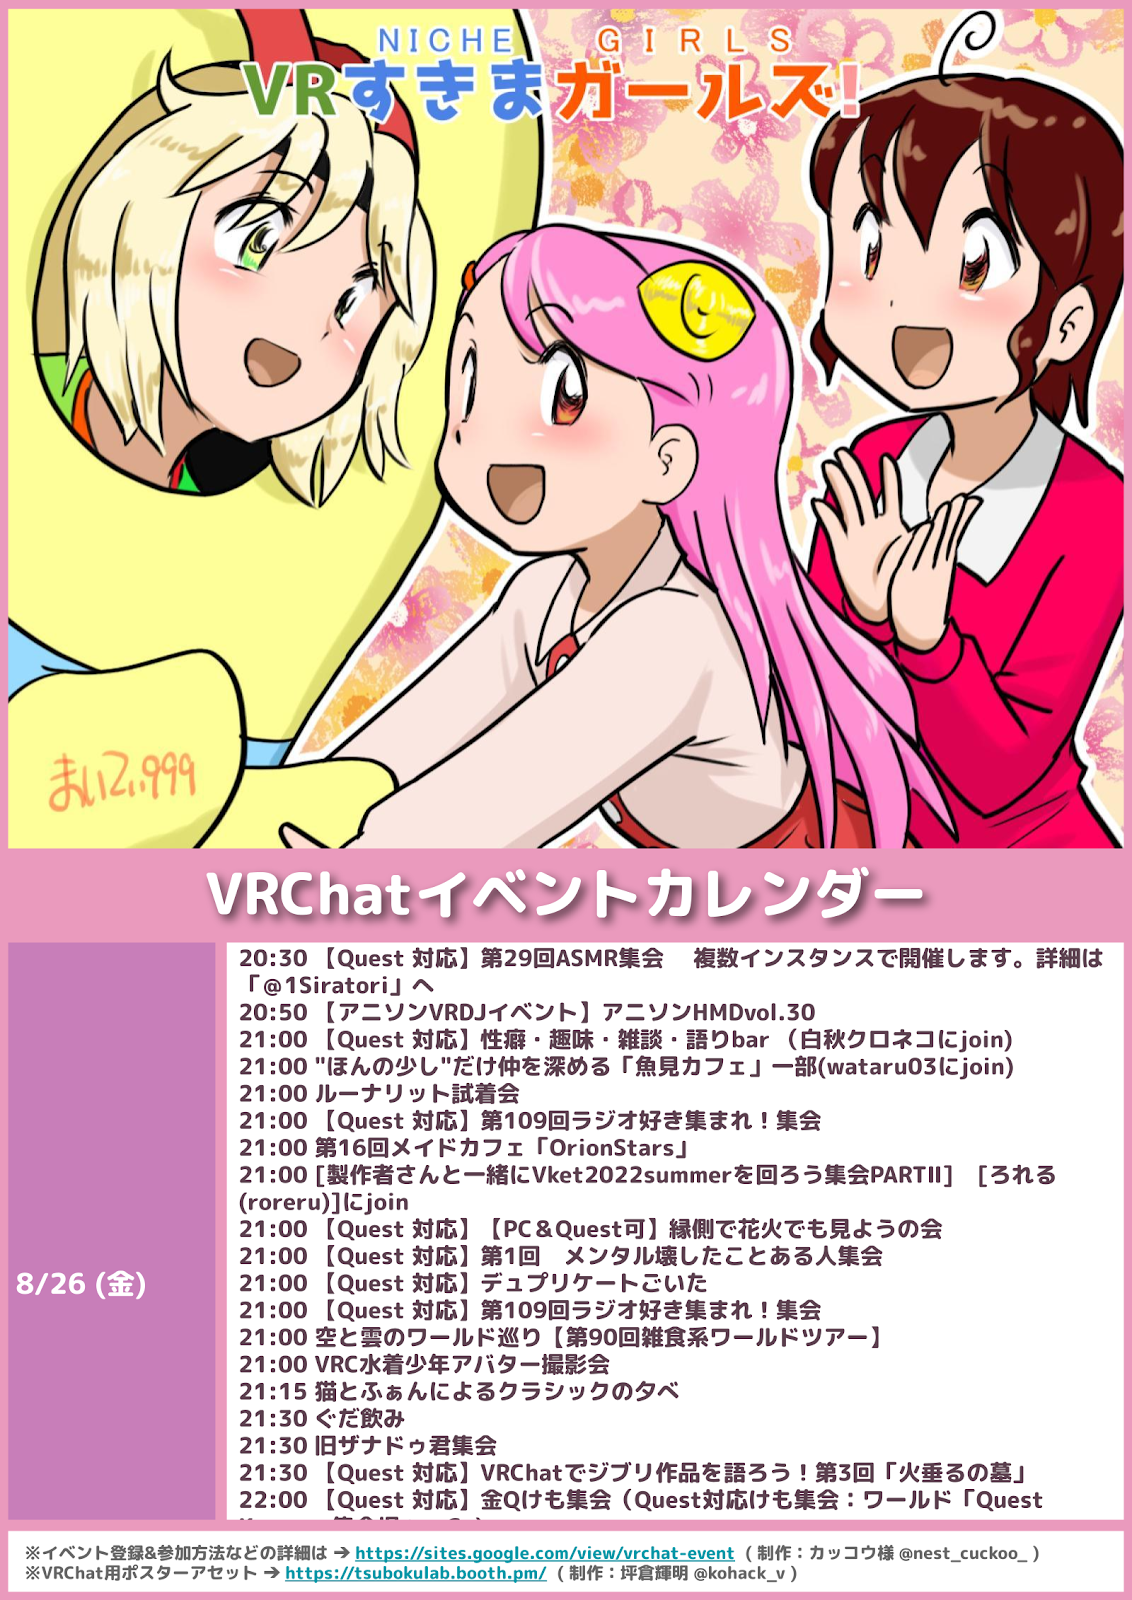 NICHE GIRLS
VRすきまガールズ!
まいてぃ999
VRChatイベントカレンダー
8/26 (金)
20:30 【Quest 対応】第29回ASMR集会　複数インスタンスで開催します。詳細は
「@1Siratori」へ
20:50 【アニソンVRDJイベント】アニソンHMDvol.30
21:00 【Quest 対応】性癖・趣味・雑談・語りbar （白秋クロネコにjoin)
21:00 "ほんの少し"だけ仲を深める「魚見カフェ」一部(wataru03にjoin)
21:00 ルーナリット試着会
21:00 【Quest 対応】第109回ラジオ好き集まれ！集会
21:00 第16回メイドカフェ「OrionStars」
21:00 [製作者さんと一緒にVket2022summerを回ろう集会PARTⅡ]　[ろれる
(roreru)]にjoin
21:00 【Quest 対応】【PC＆Quest可】縁側で花火でも見ようの会
21:00 【Quest 対応】第1回　メンタル壊したことある人集会
21:00 【Quest 対応】デュプリケートごいた
21:00 【Quest 対応】第109回ラジオ好き集まれ！集会
21:00 空と雲のワールド巡り【第90回雑食系ワールドツアー】
21:00 VRC水着少年アバター撮影会
21:15 猫とふぁんによるクラシックの夕べ
21:30 ぐだ飲み
21:30 旧ザナドゥ君集会
21:30 【Quest 対応】VRChatでジブリ作品を語ろう！第3回「火垂るの墓」
22:00 【Quest 対応】金Qけも集会（Quest対応けも集会：ワールド「Quest
※イベント登録&参加方法などの詳細は → https://sites.google.com/view/vrchat-event ( 制作：カッコウ様 @nest_cuckoo_ )
※VRChat用ポスターアセット → https://tsubokulab.booth.pm/ ( 制作：坪倉輝明 @kohack_v )